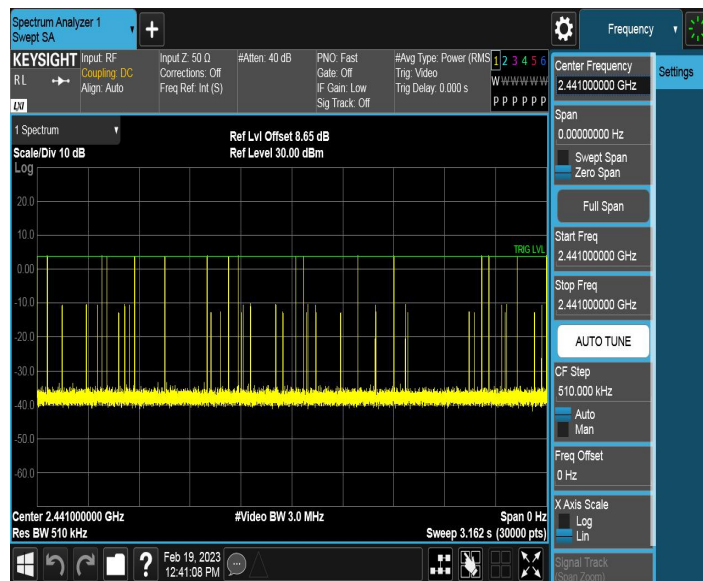 Spectrum Analyzer 1
Swept SA
+
Frequency
KEYSIGHT
RL
LXI
Input: RF
Coupling: DC
Align: Auto
Input Z: 50 Ω
Corrections: Off
Freq Ref: Int (S)
#Atten: 40 dB
PNO: Fast
Gate: Off
IF Gain: Low
Sig Track: Off
#Avg Type: Power (RMS
Trig: Video
Trig Delay: 0.000 s
1 2 3 4 5 6
W W W W W W
P P P P P P
Settings
1 Spectrum
Scale/Div 10 dB
Log
Ref Lvl Offset 8.65 dB
Ref Level 30.00 dBm
20.0
10.0
0.00
-10.0
-20.0
-30.0
-40.0
-50.0
-60.0
TRIG LVL
Center 2.441000000 GHz
Res BW 510 kHz
#Video BW 3.0 MHz
Span 0 Hz
Sweep 3.162 s (30000 pts)
Center Frequency
2.441000000 GHz
Span
0.00000000 Hz
Swept Span
Zero Span
Full Span
Start Freq
2.441000000 GHz
Stop Freq
2.441000000 GHz
AUTO TUNE
CF Step
510.000 kHz
Auto
Man
Freq Offset
0 Hz
X Axis Scale
Log
Lin
Signal Track
(Span Zoom)
?
Feb 19, 2023
12:41:08 PM